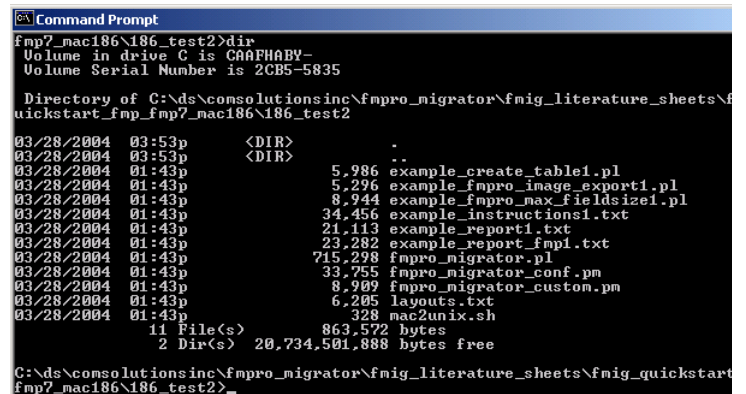 Command Prompt
fmp7_mac186\186_test2>dir
Volume in drive C is CAAFHABY-
Volume Serial Number is 2CB5-5835
Directory of C:\ds\comsolutionsinc\fmpro_migrator\fmig_literature_sheets\f
uickstart_fmp_fmp7_mac186\186_test2
03/28/2004 03:53p <DIR> .
03/28/2004 03:53p <DIR> ..
03/28/2004 01:43p 5,986 example_create_table1.pl
03/28/2004 01:43p 5,296 example_fmpro_image_export1.pl
03/28/2004 01:43p 8,944 example_fmpro_max_fieldsize1.pl
03/28/2004 01:43p 34,456 example_instructions1.txt
03/28/2004 01:43p 21,113 example_report1.txt
03/28/2004 01:43p 23,282 example_report_fmp1.txt
03/28/2004 01:43p 715,298 fmpro_migrator.pl
03/28/2004 01:43p 33,755 fmpro_migrator_conf.pm
03/28/2004 01:43p 8,909 fmpro_migrator_custom.pm
03/28/2004 01:43p 6,205 layouts.txt
03/28/2004 01:43p 328 mac2unix.sh
11 File(s) 863,572 bytes
2 Dir(s) 20,734,501,888 bytes free
C:\ds\comsolutionsinc\fmpro_migrator\fmig_literature_sheets\fmig_quickstart
fmp7_mac186\186_test2>_